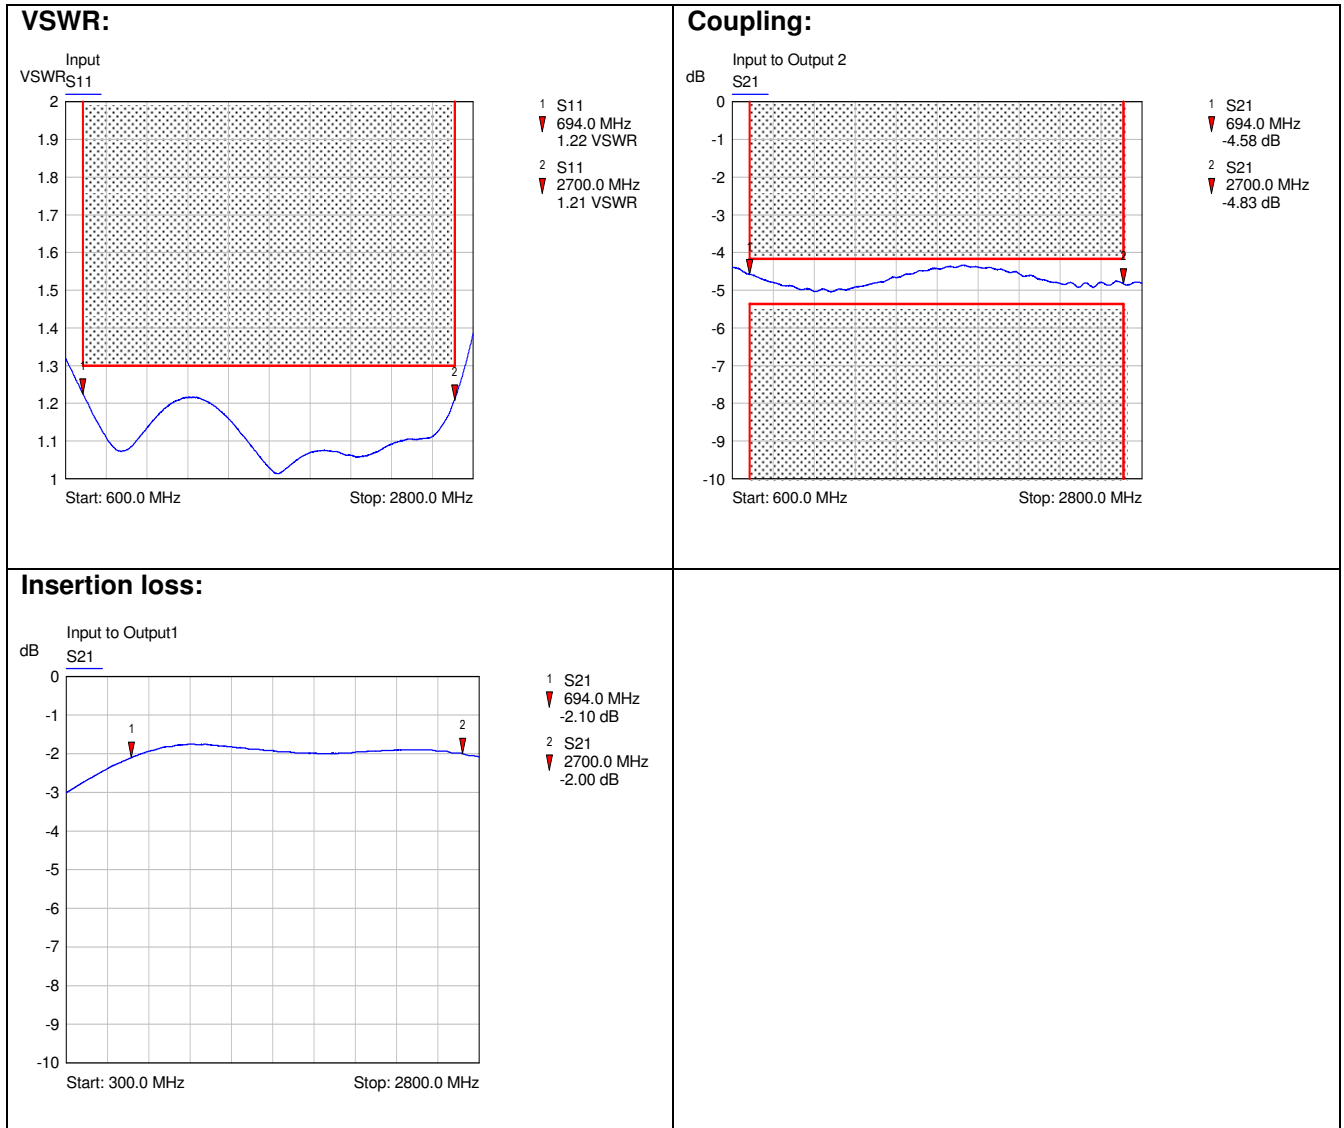 VSWR:
Input
VSWR
S11
2
1.9
1.8
1.7
1.6
1.5
1.4
1.3
1.2
1.1
1
1
2
Start: 600.0 MHz
Stop: 2800.0 MHz
1 S11
694.0 MHz
1.22 VSWR
2 S11
2700.0 MHz
1.21 VSWR
Coupling:
Input to Output 2
dB
S21
0
-1
-2
-3
-4
-5
-6
-7
-8
-9
-10
1
2
Start: 600.0 MHz
Stop: 2800.0 MHz
1 S21
694.0 MHz
-4.58 dB
2 S21
2700.0 MHz
-4.83 dB
Insertion loss:
Input to Output1
dB
S21
0
-1
-2
-3
-4
-5
-6
-7
-8
-9
-10
1
2
Start: 300.0 MHz
Stop: 2800.0 MHz
1 S21
694.0 MHz
-2.10 dB
2 S21
2700.0 MHz
-2.00 dB